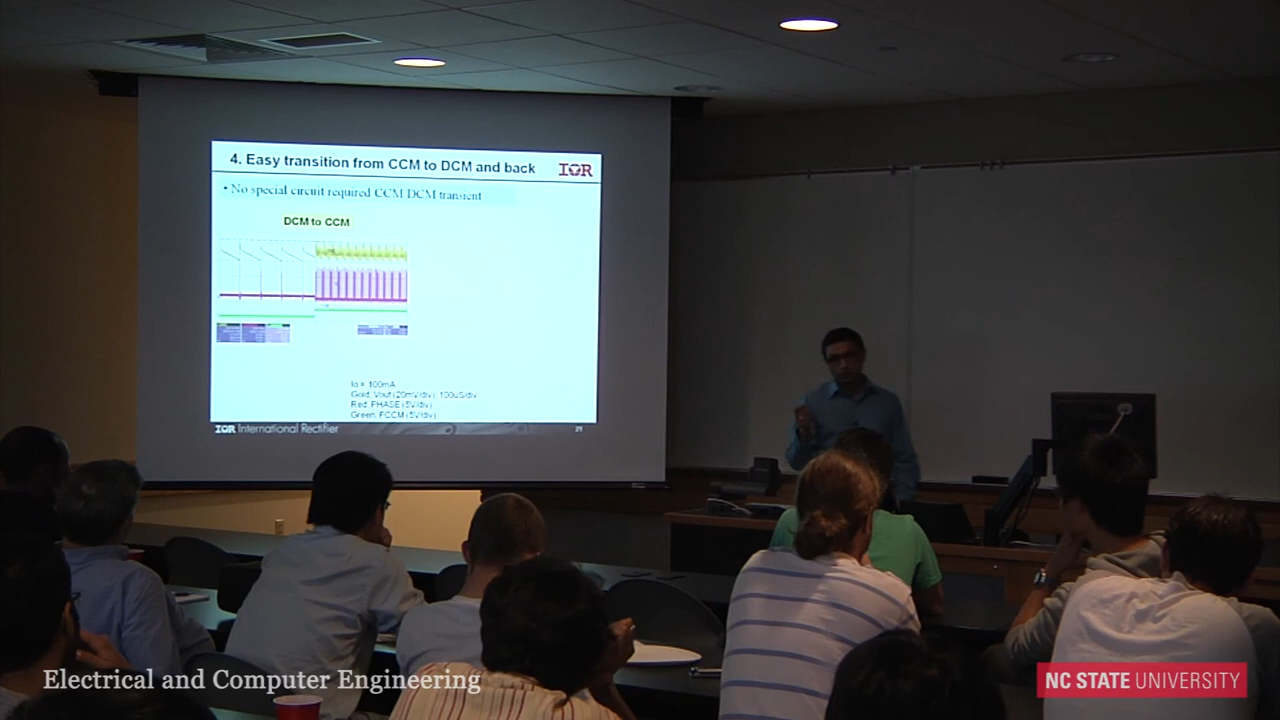 4. Easy transition from CCM to DCM and back
IOR
• No special circuit required CCM DCM transient
DCM to CCM
Io = 100mA
Gold: Vout (20mV/div), 100uS/div
Red: PHASE (5V/div)
Green: FCCM (5V/div)
IOR International Rectifier
21
Electrical and Computer Engineering
NC STATE UNIVERSITY